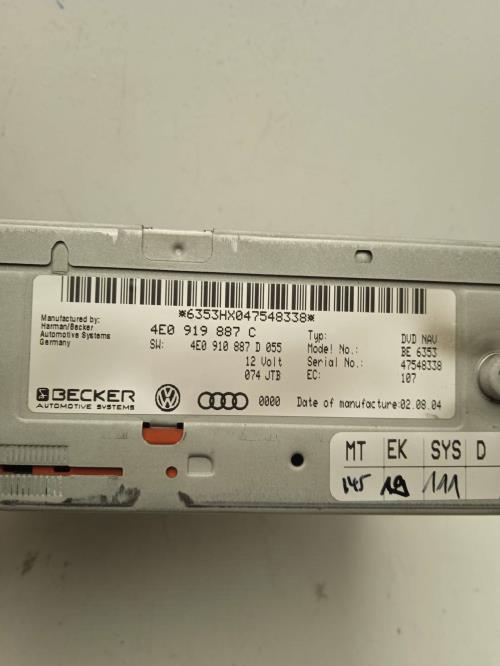 *6353HX047548338*
Manufactured by:
Harman/Becker
Automotive Systems
Germany
4E0 919 887 C
SW: 4E0 910 887 D 055
12 Volt
074 JTB
Typ: DVD NAV
Model No.: BE 6353
Serial No.: 47548338
EC: 107
BECKER
AUTOMOTIVE SYSTEMS
0000
Date of manufacture:02.08.04
MT EK SYS D
145 19 111